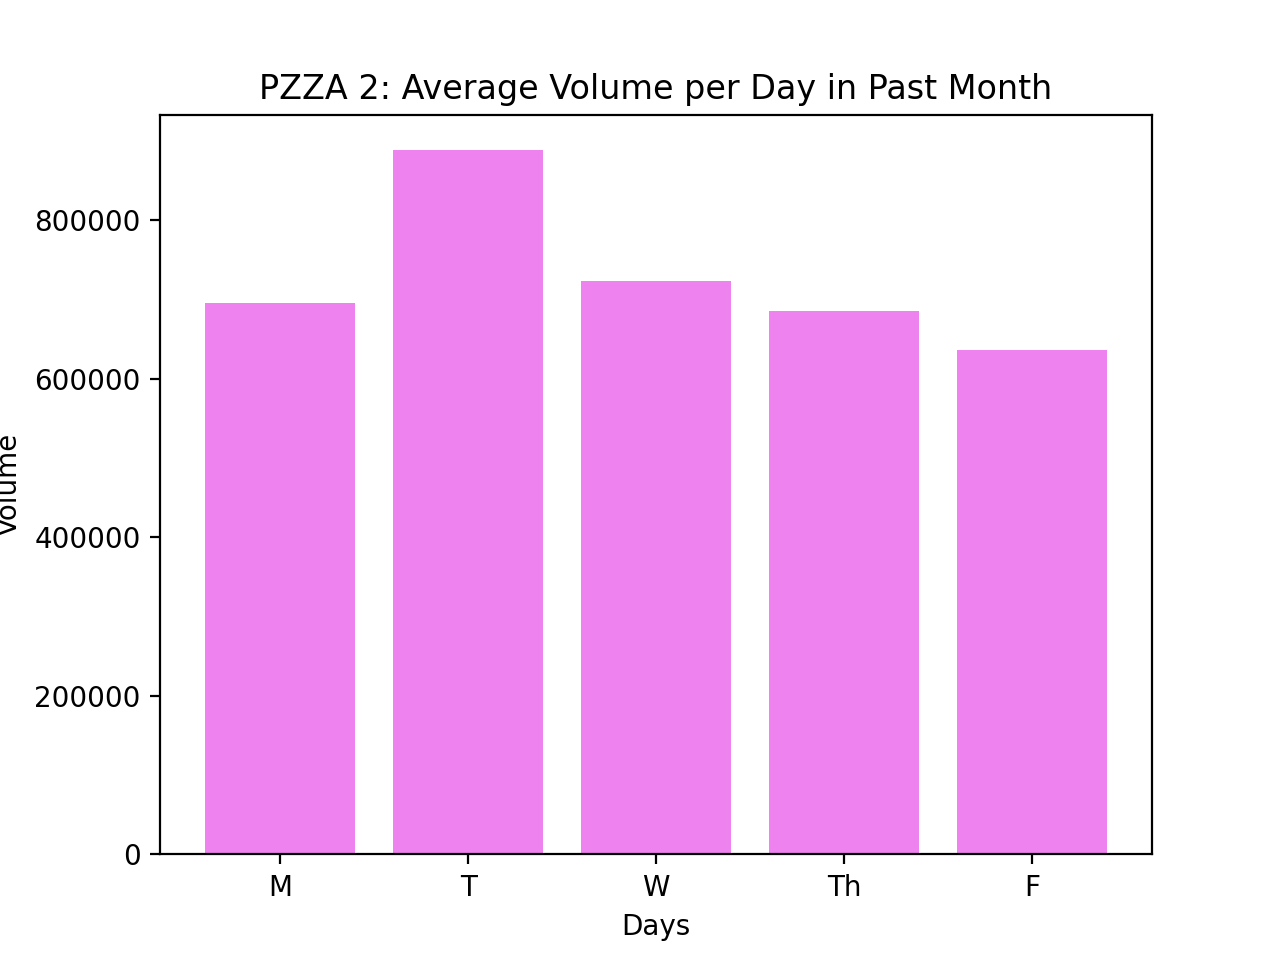 PZZA 2: Average Volume per Day in Past Month
Volume
800000
600000
400000
200000
0
M T W Th F
Days